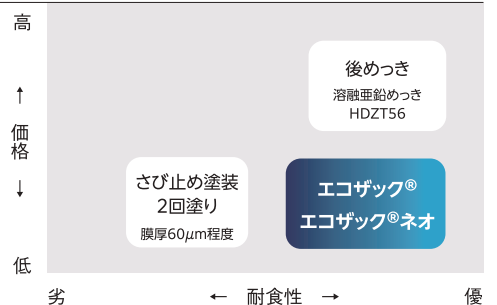 高
↑
価格
↓
低
後めっき
溶融亜鉛めっき
HDZT56
さび止め塗装
2回塗り
膜厚60μm程度
エコザック®
エコザック®ネオ
劣 ← 耐食性 → 優